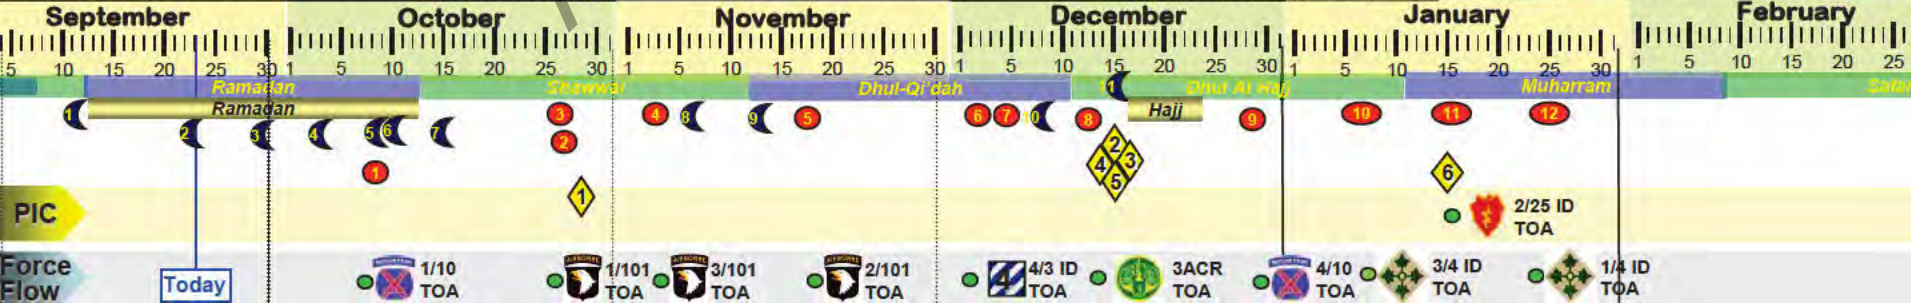 September October November December January February
5 10 15 20 25 30 1 5 10 15 20 25 30 1 5 10 15 20 25 30 1 5 10 15 20 25 30 1 5 10 15 20 25 30 1 5 10 15 20 25
Ramadan Shawwal Dhul-Qi'dah Dhut Al Hajj Muharram
Ramadan Hajj
1 2 3 4 5 6 7 8 9 10 11
1 2 3 4 5 6 7 8 9 10 11 12
1 2 3 4 5 6
PIC
2/25 ID
TOA
Force
Flow
Today
1/10
TOA
AIRBORNE
1/101
TOA
AIRBORNE
3/101
TOA
AIRBORNE
2/101
TOA
4
4/3 ID
TOA
3ACR
TOA
4/10
TOA
3/4 ID
TOA
1/4 ID
TOA